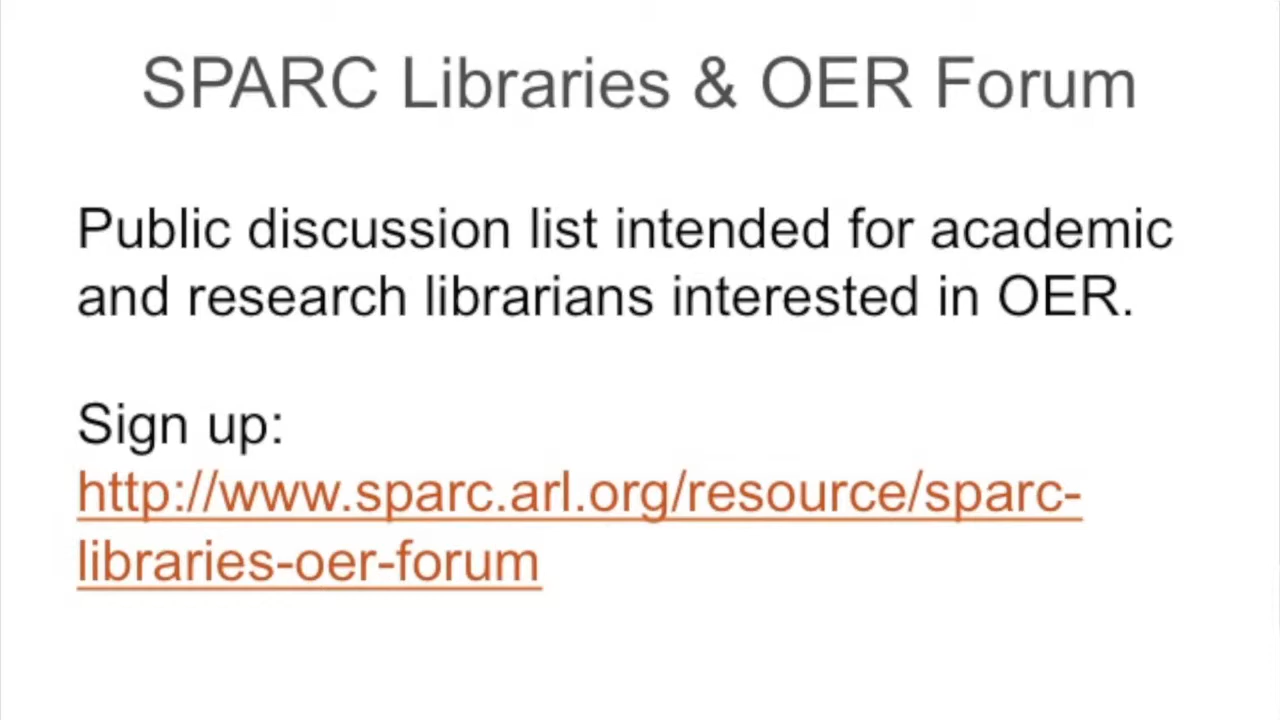 SPARC Libraries & OER Forum
Public discussion list intended for academic
and research librarians interested in OER.
Sign up:
http://www.sparc.arl.org/resource/sparc-
libraries-oer-forum